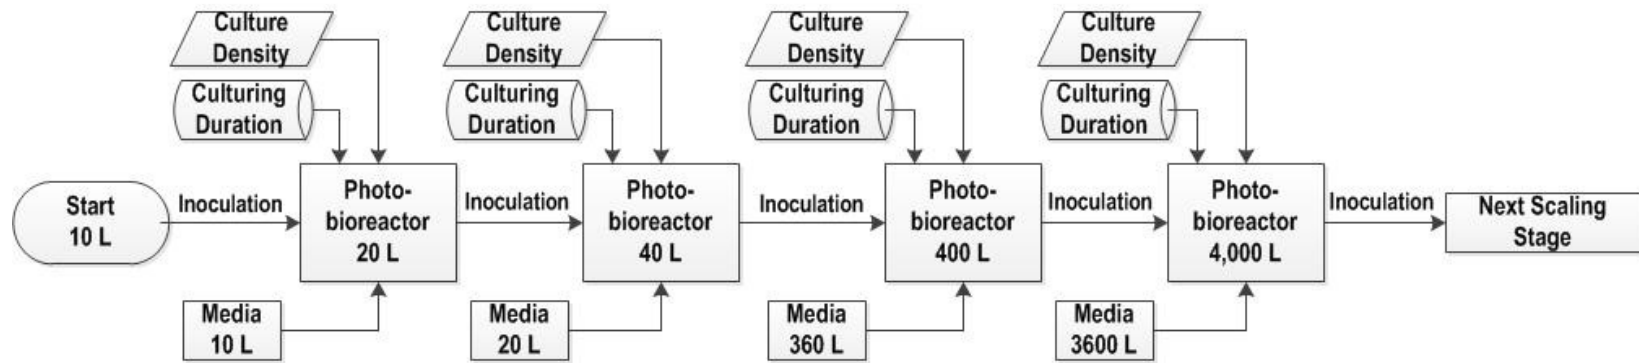 Culture
Density
Culture
Density
Culture
Density
Culture
Density
Culturing
Duration
Culturing
Duration
Culturing
Duration
Culturing
Duration
Start
10 L
Inoculation
Photo-
bioreactor
20 L
Inoculation
Photo-
bioreactor
40 L
Inoculation
Photo-
bioreactor
400 L
Inoculation
Photo-
bioreactor
4,000 L
Inoculation
Next Scaling
Stage
Media
10 L
Media
20 L
Media
360 L
Media
3600 L